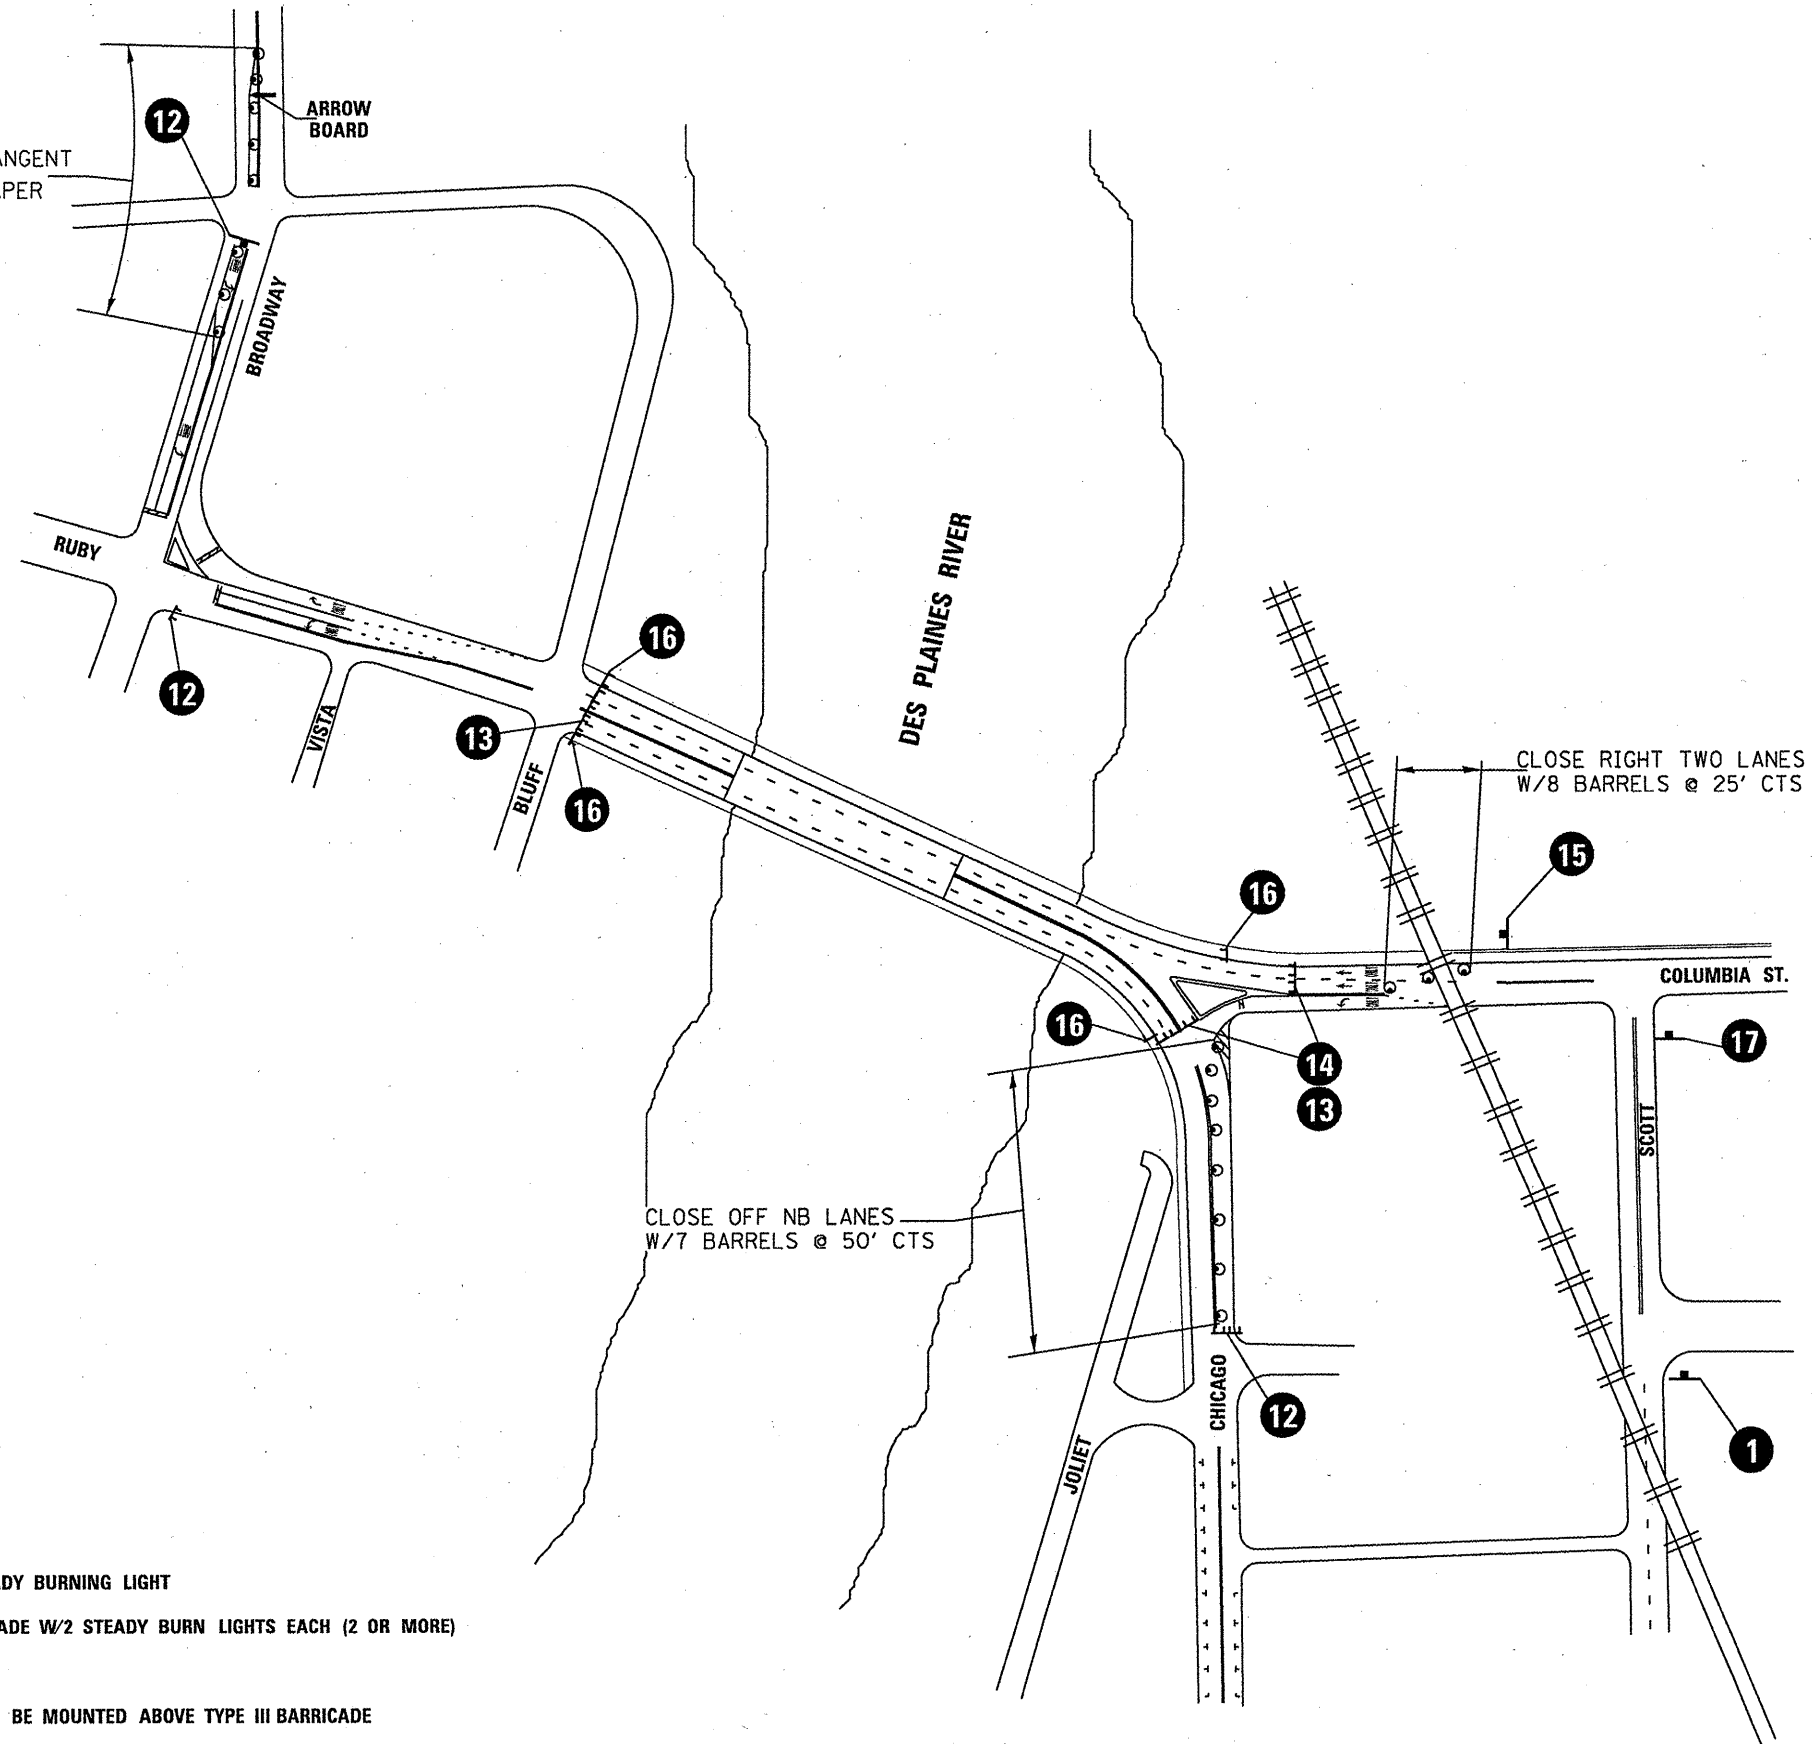 12
ARROW
BOARD
ANGENT
PER
BROADWAY
RUBY
12
VISTA
16
13
BLUFF
16
DES PLAINES RIVER
CLOSE RIGHT TWO LANES
W/8 BARRELS @ 25' CTS
15
16
COLUMBIA ST.
16
14
13
17
SCOTT
CLOSE OFF NB LANES
W/7 BARRELS @ 50' CTS
CHICAGO
12
JOLIET
1
DY BURNING LIGHT
ADE W/2 STEADY BURN LIGHTS EACH (2 OR MORE)
BE MOUNTED ABOVE TYPE III BARRICADE